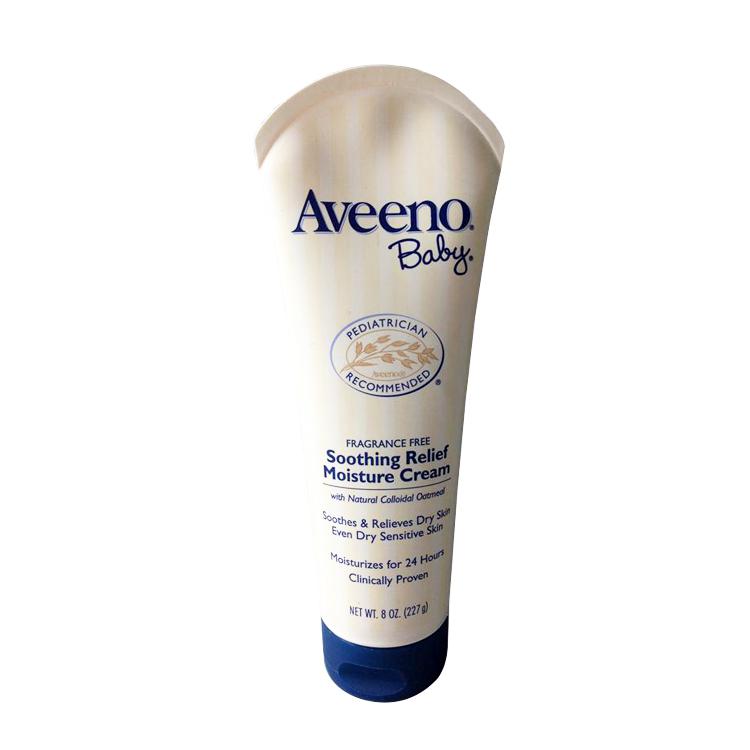 Aveeno®
Baby®
PEDIATRICIAN
Aveeno®
RECOMMENDED®
FRAGRANCE FREE
Soothing Relief
Moisture Cream
with Natural Colloidal Oatmeal
Soothes & Relieves Dry Skin
Even Dry Sensitive Skin
Moisturizes for 24 Hours
Clinically Proven
NET WT. 8 OZ. (227 g)